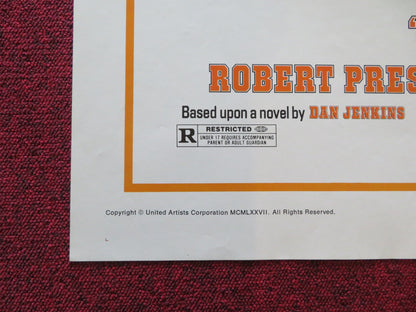 ROBERT PRES
Based upon a novel by DAN JENKINS
R RESTRICTED
UNDER 17 REQUIRES ACCOMPANYING
PARENT OR ADULT GUARDIAN
Copyright © United Artists Corporation MCMLXXVII. All Rights Reserved.